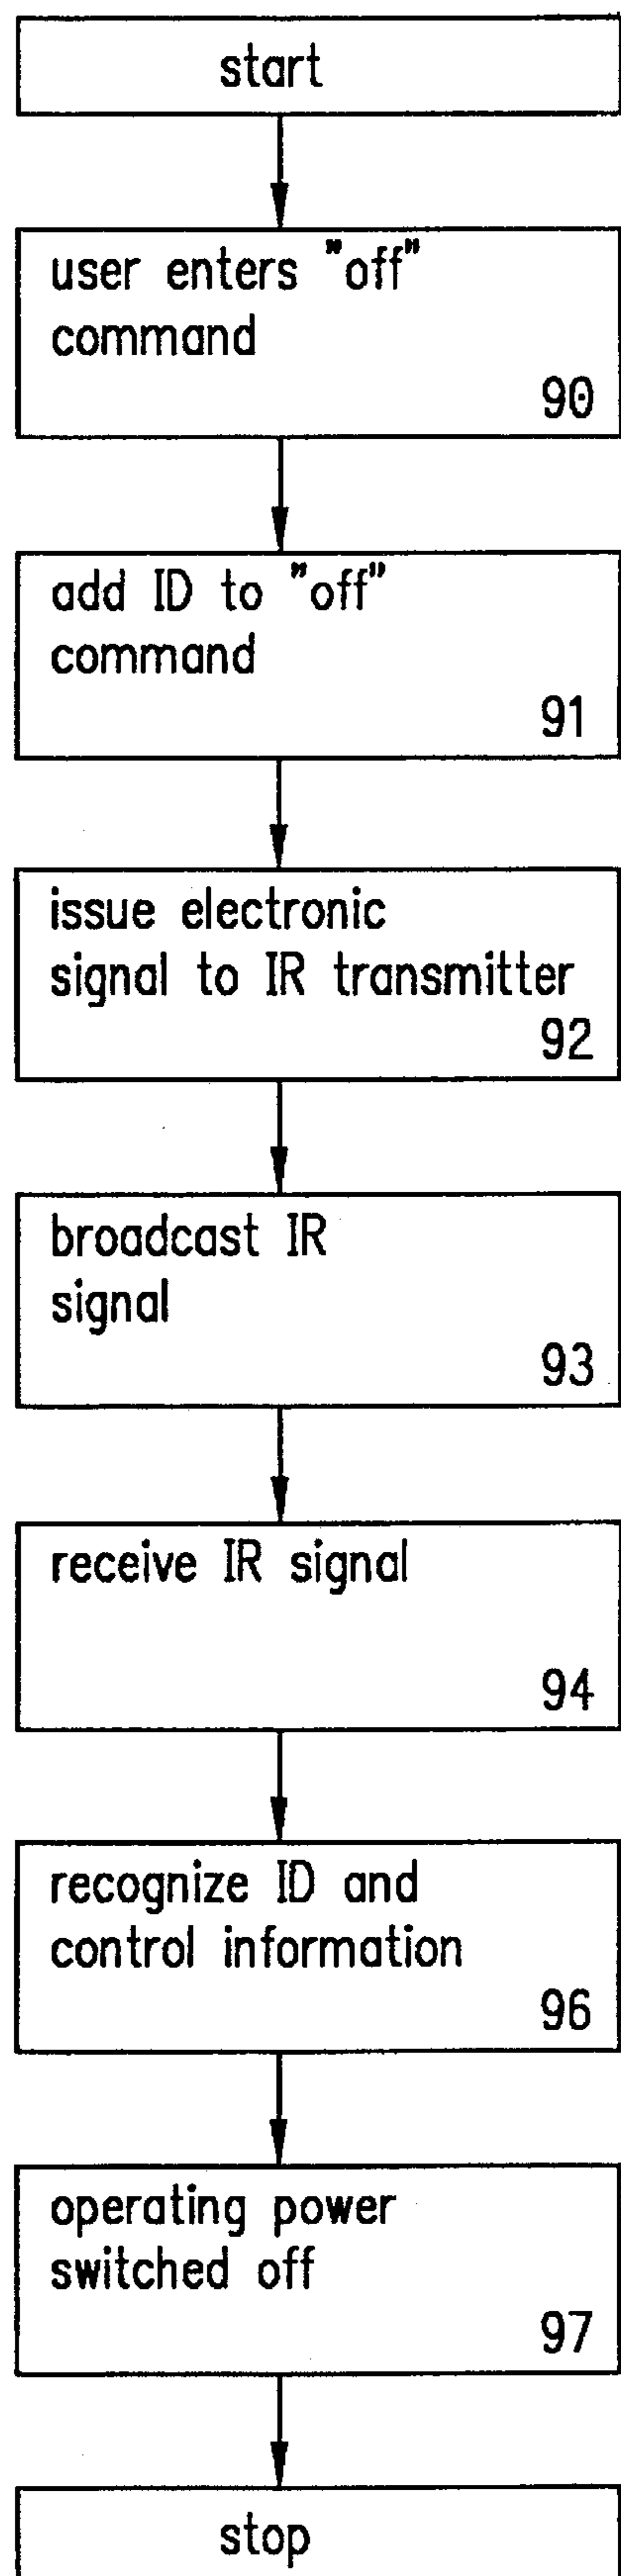 start
user enters "off"
command
90
add ID to "off"
command
91
issue electronic
signal to IR transmitter
92
broadcast IR
signal
93
receive IR signal
94
recognize ID and
control information
96
operating power
switched off
97
stop